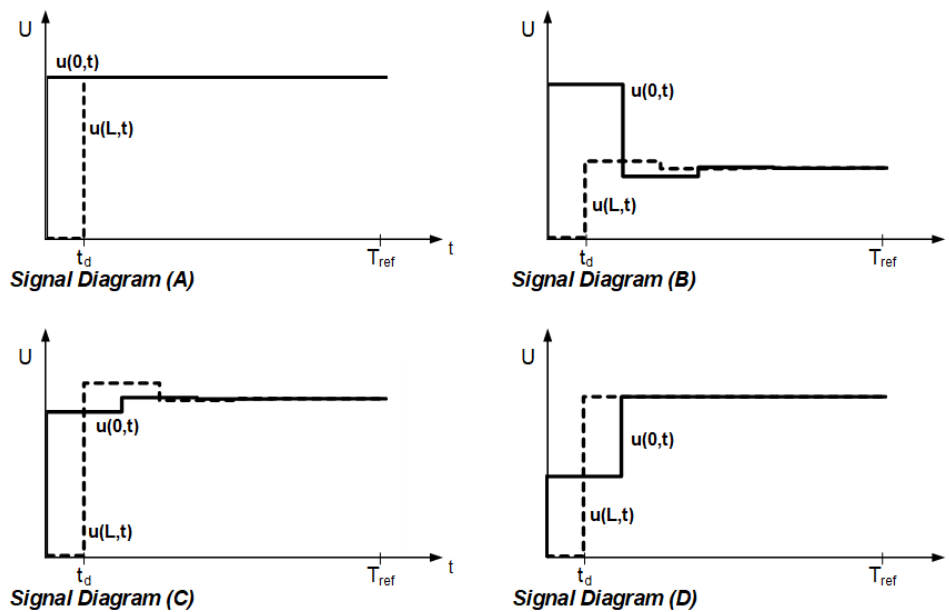 U
u(0,t)
u(L,t)
t_d
T_ref
t
Signal Diagram (A)
U
u(0,t)
u(L,t)
t_d
T_ref
Signal Diagram (B)
U
u(0,t)
u(L,t)
t_d
T_ref
t
Signal Diagram (C)
U
u(0,t)
u(L,t)
t_d
T_ref
Signal Diagram (D)